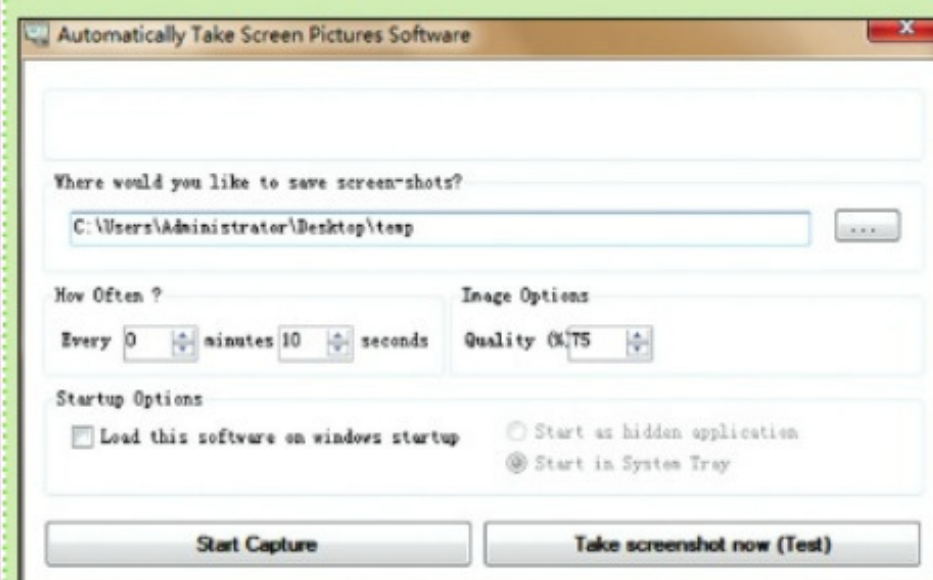 Automatically Take Screen Pictures Software
x
Where would you like to save screen-shots?
C:\Users\Administrator\Desktop\temp
...
How Often ?
Image Options
Every 0 minutes 10 seconds
Quality (%) 75
Startup Options
Load this software on windows startup
Start as hidden application
Start in System Tray
Start Capture
Take screenshot now (Test)